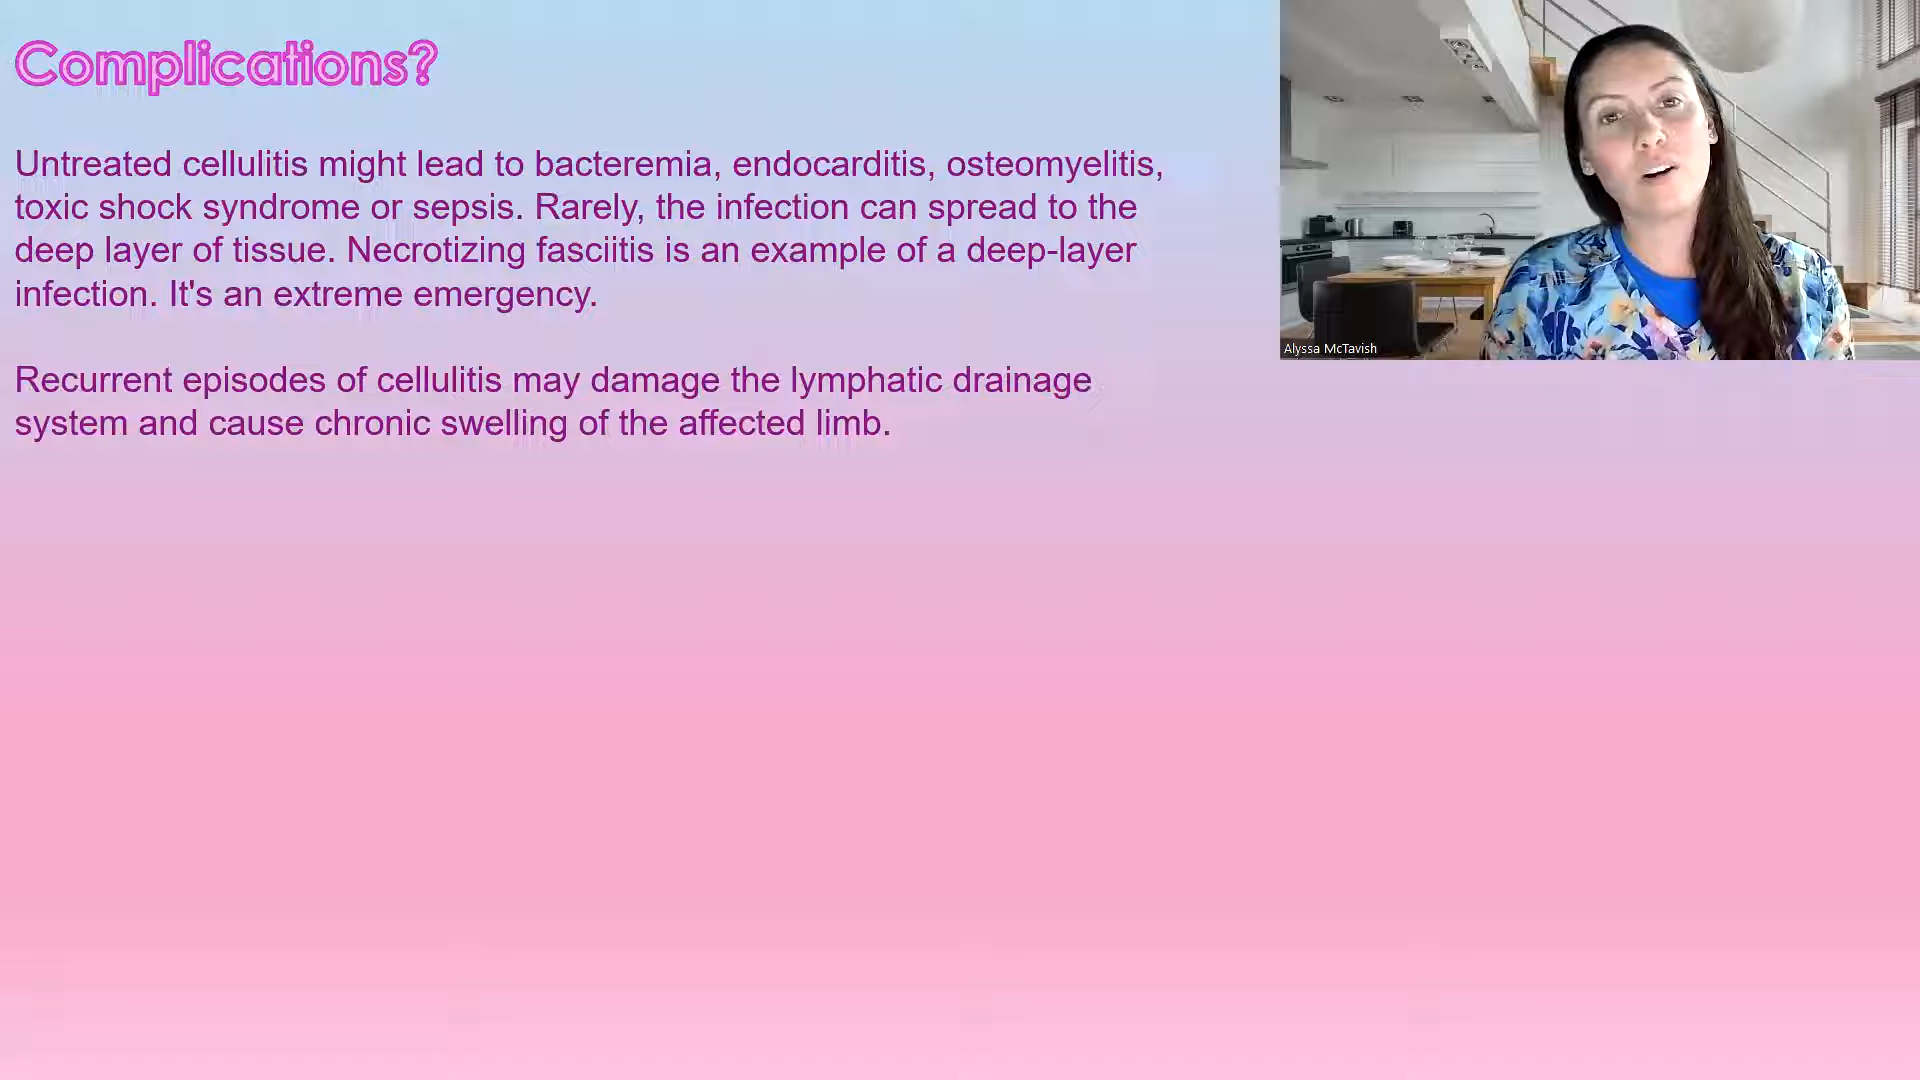 Complications?
Untreated cellulitis might lead to bacteremia, endocarditis, osteomyelitis,
toxic shock syndrome or sepsis. Rarely, the infection can spread to the
deep layer of tissue. Necrotizing fasciitis is an example of a deep-layer
infection. It's an extreme emergency.
Recurrent episodes of cellulitis may damage the lymphatic drainage
system and cause chronic swelling of the affected limb.
Alyssa McTavish